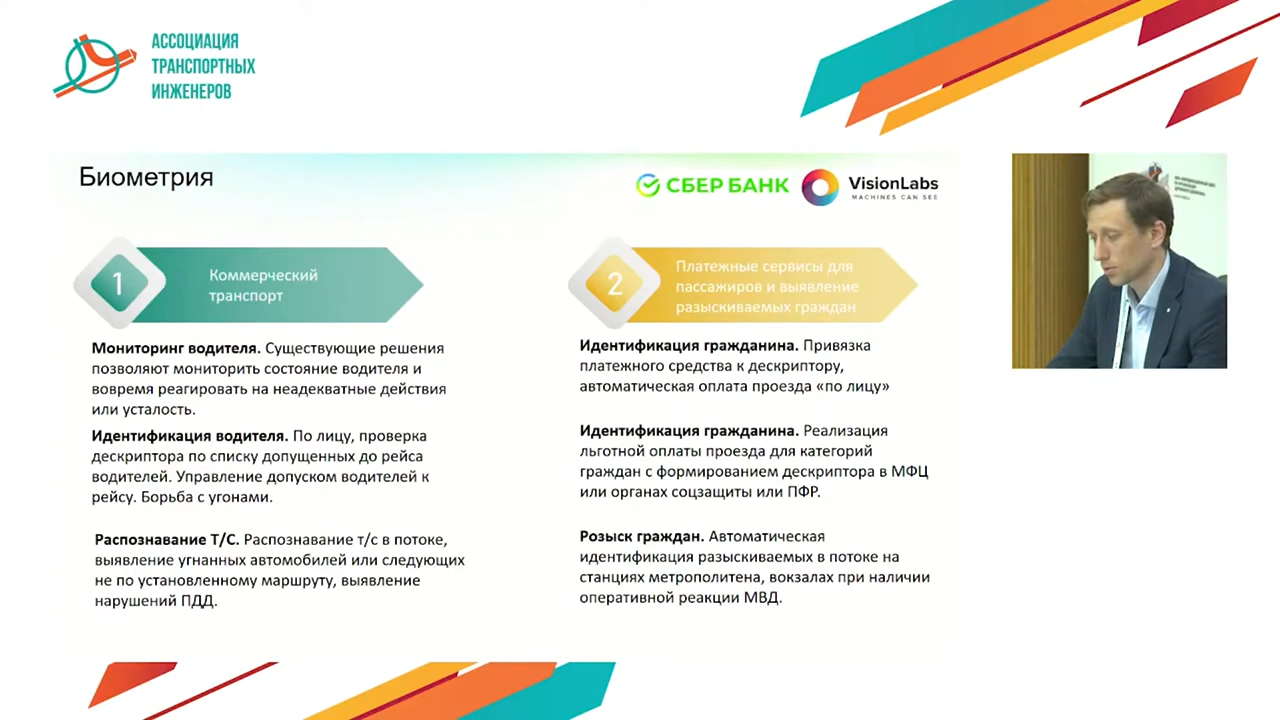 АССОЦИАЦИЯ
ТРАНСПОРТНЫХ
ИНЖЕНЕРОВ
Биометрия
СБЕР БАНК
VisionLabs
MACHINES CAN SEE
1
Коммерческий
транспорт
Мониторинг водителя. Существующие решения
позволяют мониторить состояние водителя и
вовремя реагировать на неадекватные действия
или усталость.
Идентификация водителя. По лицу, проверка
дескриптора по списку допущенных до рейса
водителей. Управление допуском водителей к
рейсу. Борьба с угонами.
Распознавание Т/С. Распознавание т/с в потоке,
выявление угнанных автомобилей или следующих
не по установленному маршруту, выявление
нарушений ПДД.
2
Платежные сервисы для
пассажиров и выявление
разыскиваемых граждан
Идентификация гражданина. Привязка
платежного средства к дескриптору,
автоматическая оплата проезда «по лицу»
Идентификация гражданина. Реализация
льготной оплаты проезда для категорий
граждан с формированием дескриптора в МФЦ
или органах соцзащиты или ПФР.
Розыск граждан. Автоматическая
идентификация разыскиваемых в потоке на
станциях метрополитена, вокзалах при наличии
оперативной реакции МВД.